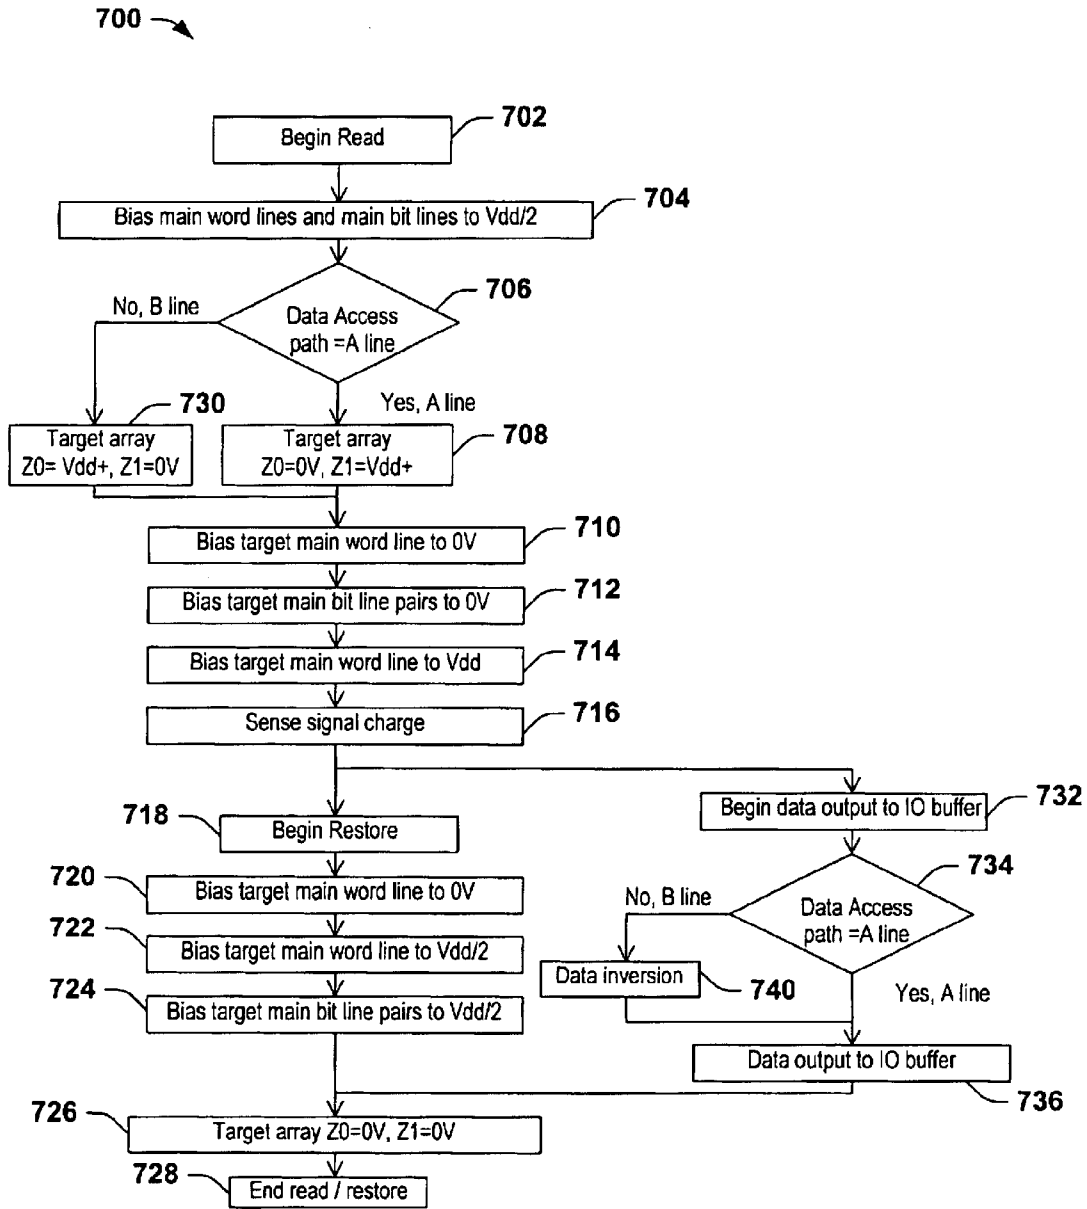 700
702
Begin Read
704
Bias main word lines and main bit lines to Vdd/2
706
No, B line
Data Access
path =A line
730
Yes, A line
708
Target array
Z0= Vdd+, Z1=0V
Target array
Z0=0V, Z1=Vdd+
710
Bias target main word line to 0V
712
Bias target main bit line pairs to 0V
714
Bias target main word line to Vdd
716
Sense signal charge
732
Begin data output to IO buffer
718
Begin Restore
734
720
Bias target main word line to 0V
No, B line
Data Access
path =A line
722
Bias target main word line to Vdd/2
Data inversion
740
724
Yes, A line
Bias target main bit line pairs to Vdd/2
Data output to IO buffer
736
726
Target array Z0=0V, Z1=0V
728
End read / restore